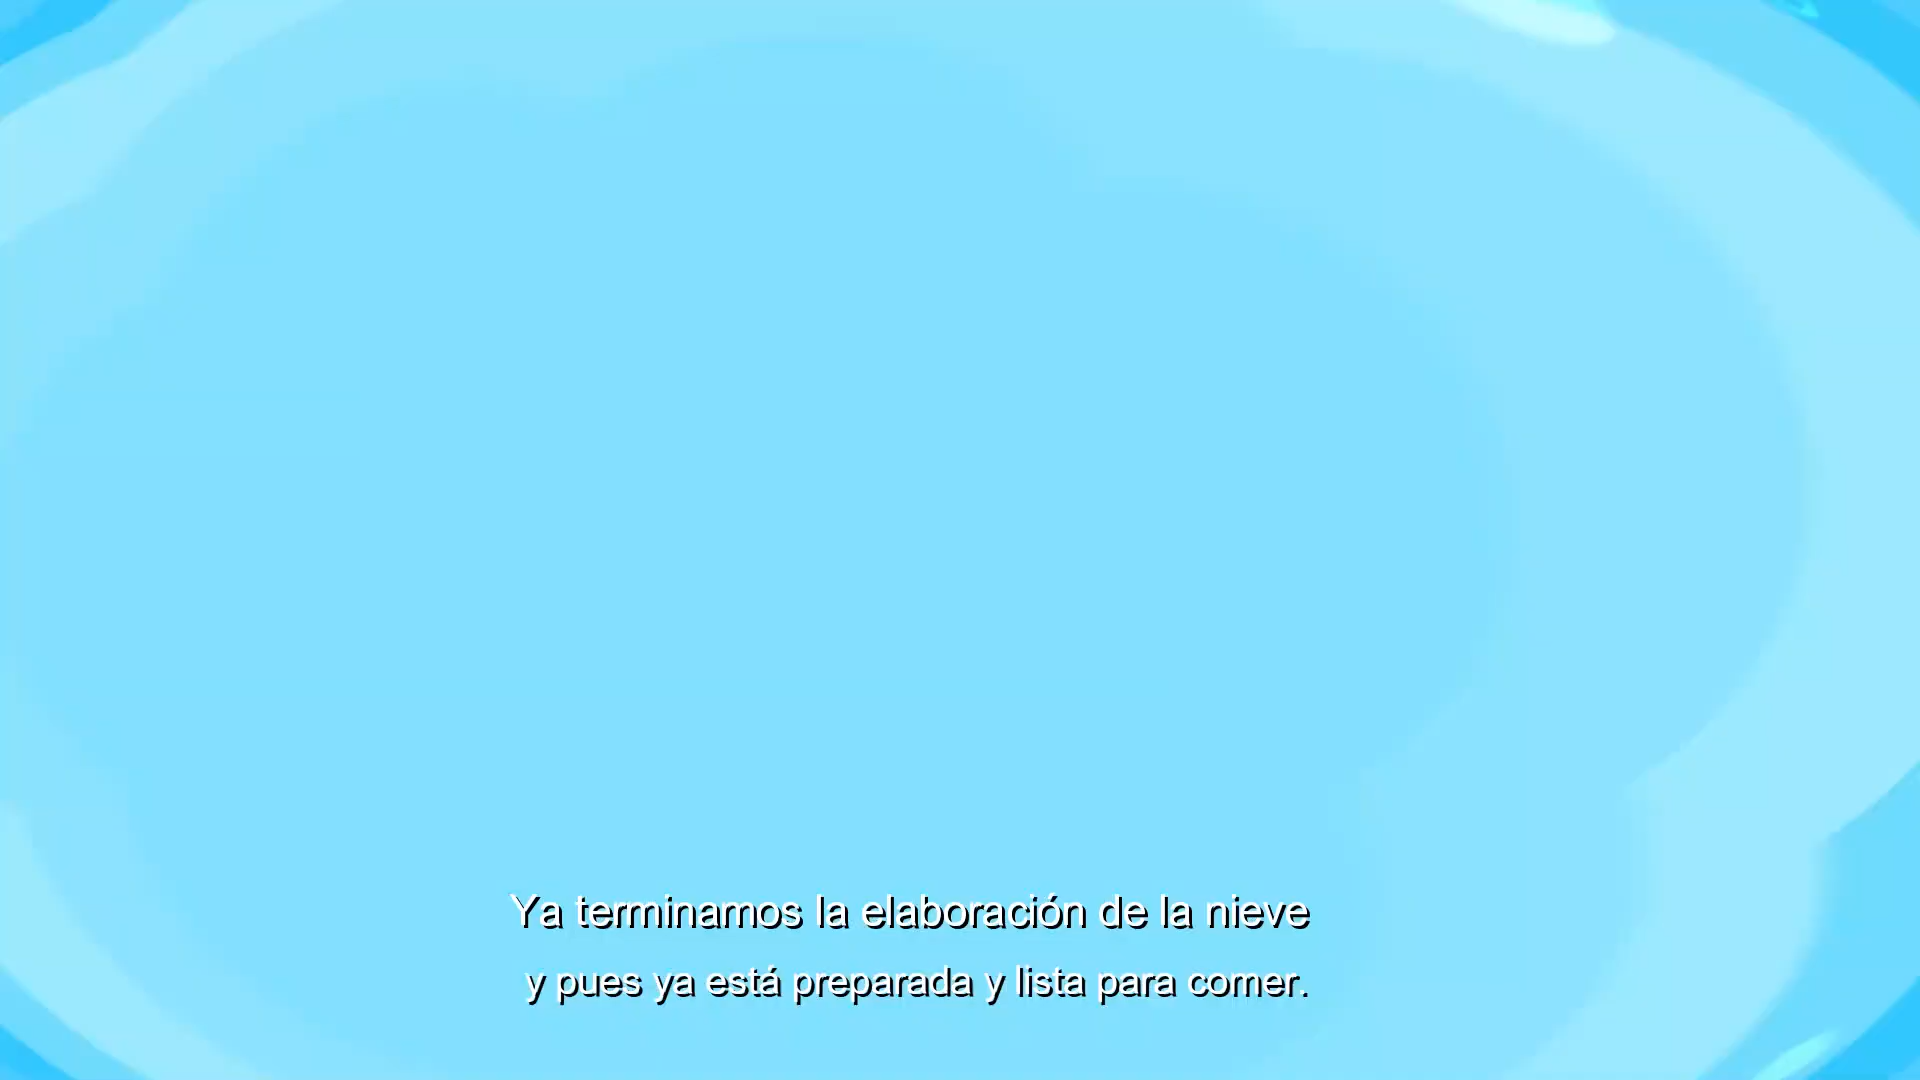 Ya terminamos la elaboración de la nieve
y pues ya está preparada y lista para comer.